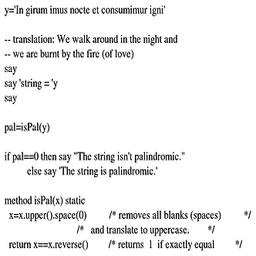 y='In girum imus nocte et consumimur igni'
-- translation: We walk around in the night and
-- we are burnt by the fire (of love)
say
say 'string = 'y
say
pal=isPal(y)
if pal==0 then say "The string isn't palindromic."
else say 'The string is palindromic.'
method isPal(x) static
x=x.upper().space(0) /* removes all blanks (spaces) */
/* and translate to uppercase. */
return x==x.reverse() /* returns 1 if exactly equal */